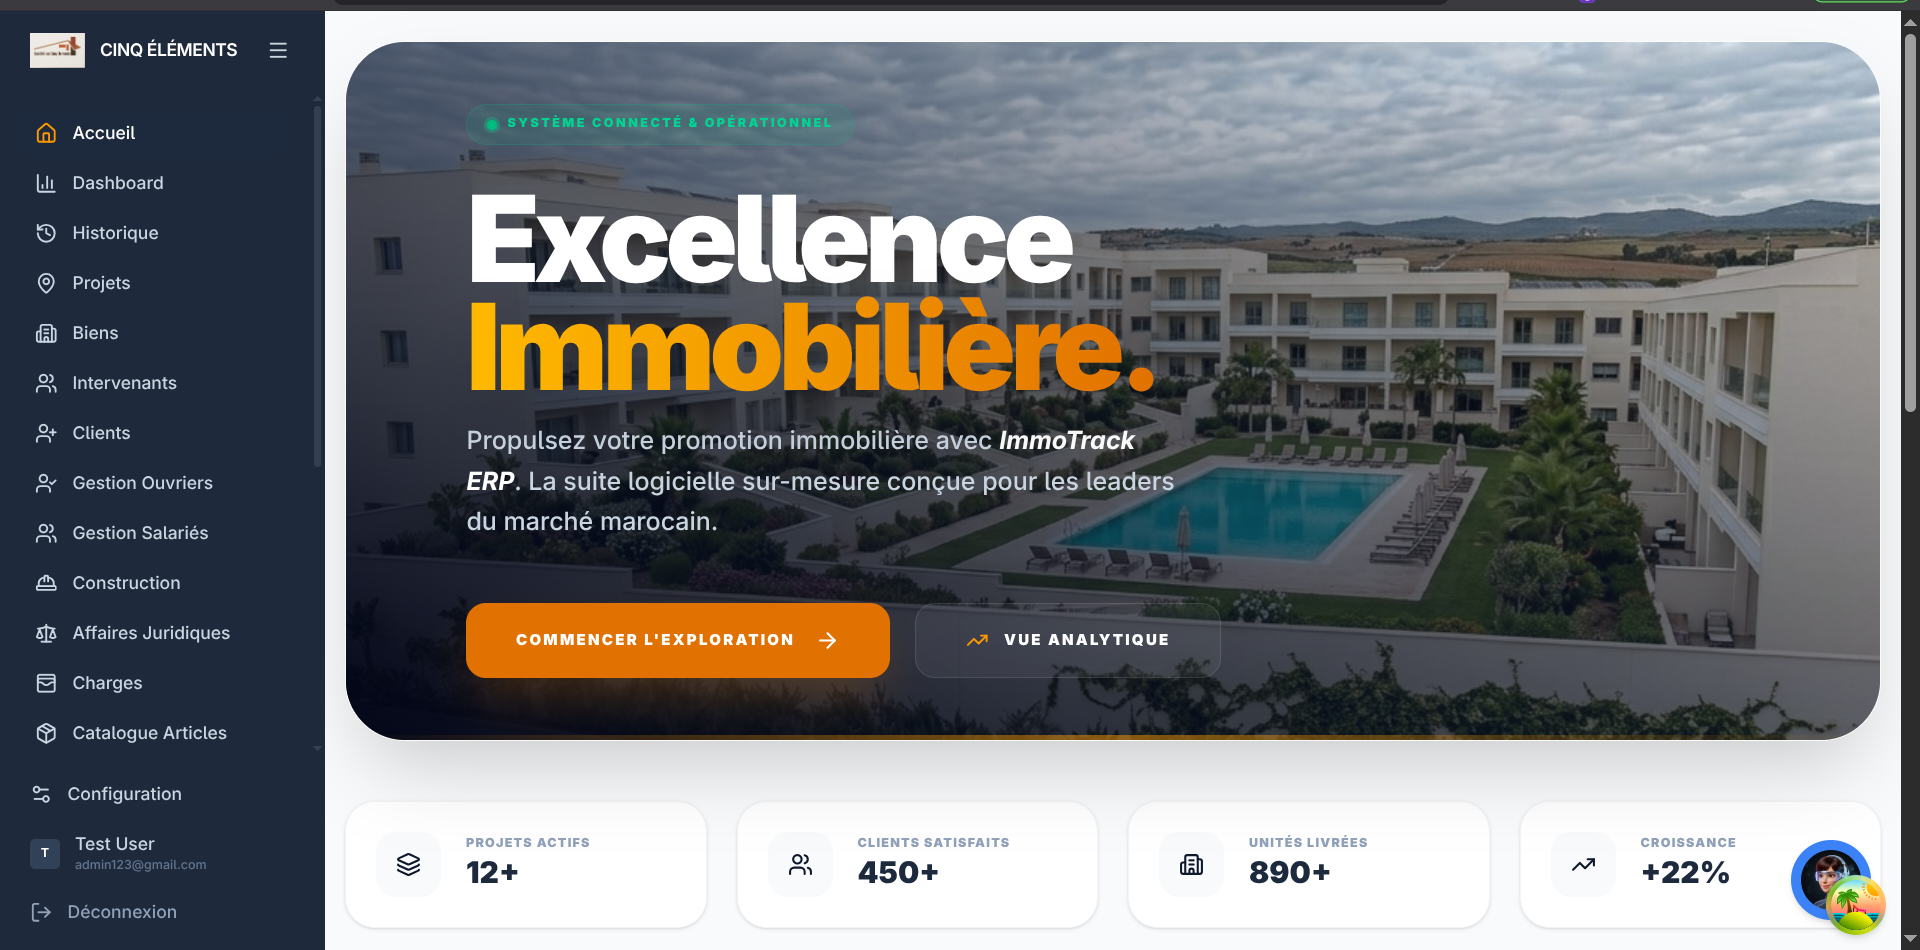 CINQ ÉLÉMENTS
Accueil
Dashboard
Historique
Projets
Biens
Intervenants
Clients
Gestion Ouvriers
Gestion Salariés
Construction
Affaires Juridiques
Charges
Catalogue Articles
Configuration
T
Test User
admin123@gmail.com
Déconnexion
SYSTÈME CONNECTÉ & OPÉRATIONNEL
Excellence
Immobilière.
Propulsez votre promotion immobilière avec ImmoTrack
ERP. La suite logicielle sur-mesure conçue pour les leaders
du marché marocain.
COMMENCER L'EXPLORATION
VUE ANALYTIQUE
PROJETS ACTIFS
12+
CLIENTS SATISFAITS
450+
UNITÉS LIVRÉES
890+
CROISSANCE
+22%